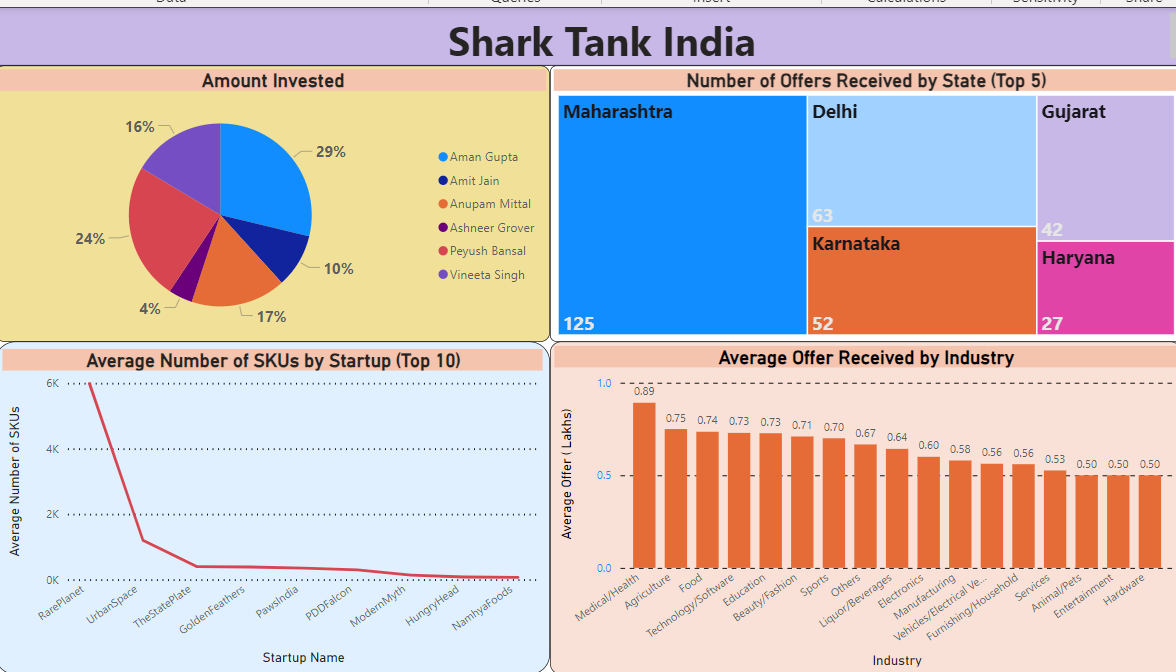 Data Queries Insert Calculations Sensitivity Share
Shark Tank India
Amount Invested
16%
29%
24%
10%
4%
17%
Aman Gupta
Amit Jain
Anupam Mittal
Ashneer Grover
Peyush Bansal
Vineeta Singh
Number of Offers Received by State (Top 5)
Maharashtra
125
Delhi
63
Karnataka
52
Gujarat
42
Haryana
27
Average Number of SKUs by Startup (Top 10)
Average Number of SKUs
6K
4K
2K
0K
RarePlanet
UrbanSpace
TheStatePlate
GoldenFeathers
PawsIndia
PDDFalcon
ModernMyth
HungryHead
NamhyaFoods
Startup Name
Average Offer Received by Industry
Average Offer ( Lakhs)
1.0
0.5
0.0
0.89
0.75
0.74
0.73
0.73
0.71
0.70
0.67
0.64
0.60
0.58
0.56
0.56
0.53
0.50
0.50
0.50
Medical/Health
Agriculture
Food
Technology/Software
Education
Beauty/Fashion
Sports
Others
Liquor/Beverages
Electronics
Manufacturing
Vehicles/Electrical Ve...
Furnishing/Household
Services
Animal/Pets
Entertainment
Hardware
Industry